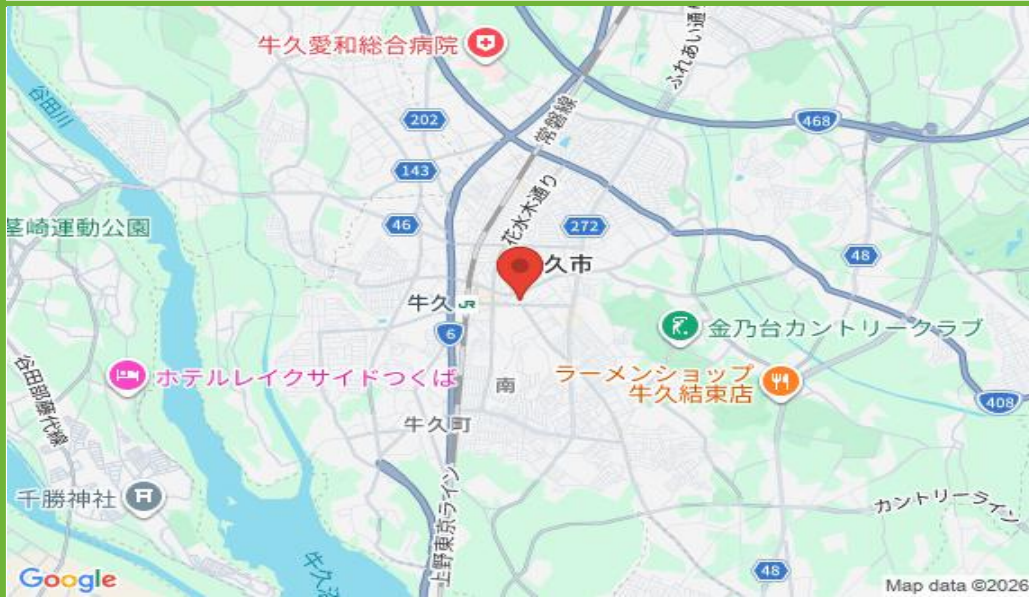 牛久愛和総合病院
ふれあい通り
谷田川
202
常磐線
468
143
花水木通り
茎崎運動公園
46
272
久市
48
牛久 JR
6
金乃台カントリークラブ
ホテルレイクサイドつくば
南
ラーメンショップ
牛久結束店
谷田部藤代線
408
牛久町
千勝神社
上野東京ライン
カントリーライン
牛久沼
48
Google
Map data ©2026